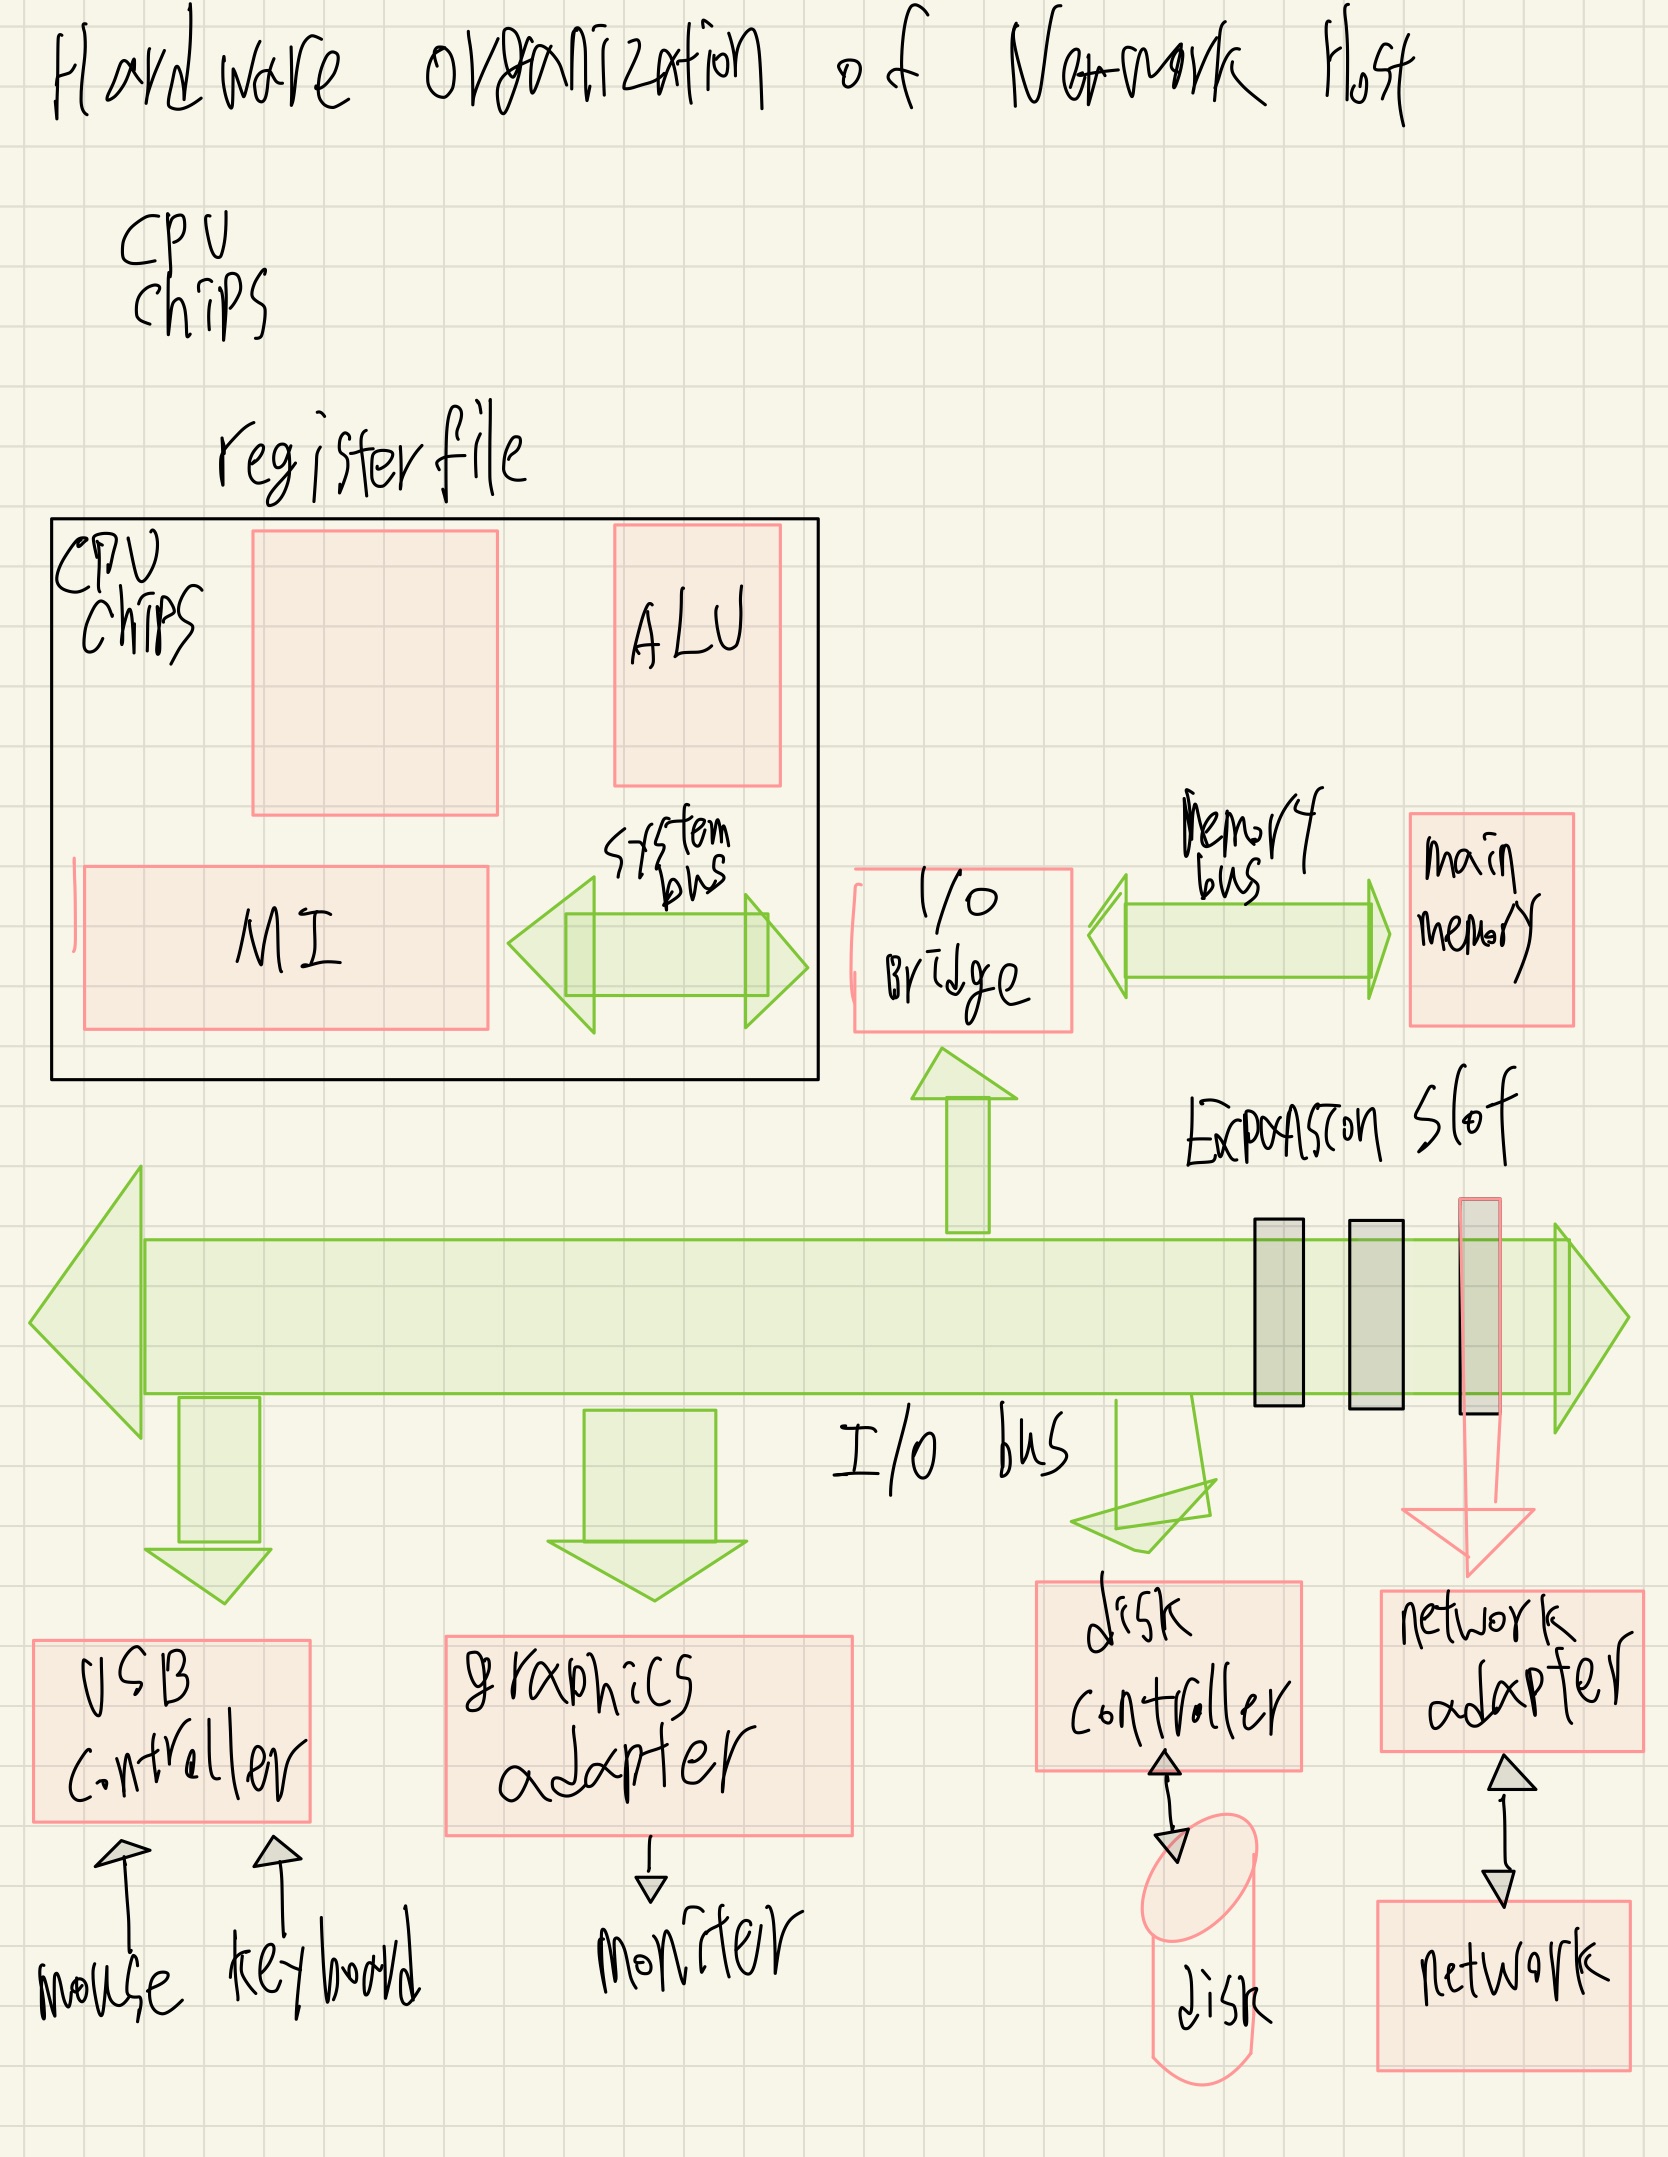 Hardware organization of Network Host
CPU
chips
register file
CPU
chips
ALU
system
bus
MI
I/O
Bridge
Memory
bus
main
memory
Expansion slot
I/O bus
USB
controller
graphics
adapter
disk
controller
network
adapter
mouse
keyboard
moniter
disk
network